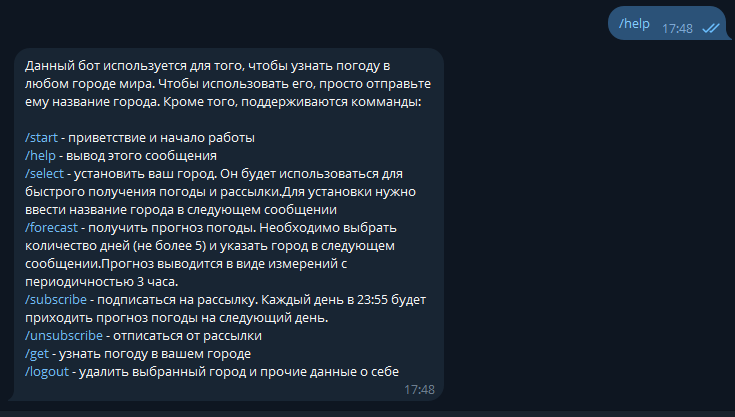 /help 17:48
Данный бот используется для того, чтобы узнать погоду в
любом городе мира. Чтобы использовать его, просто отправьте
ему название города. Кроме того, поддерживаются комманды:
/start - приветствие и начало работы
/help - вывод этого сообщения
/select - установить ваш город. Он будет использоваться для
быстрого получения погоды и рассылки.Для установки нужно
ввести название города в следующем сообщении
/forecast - получить прогноз погоды. Необходимо выбрать
количество дней (не более 5) и указать город в следующем
сообщении.Прогноз выводится в виде измерений с
периодичностью 3 часа.
/subscribe - подписаться на рассылку. Каждый день в 23:55 будет
приходить прогноз погоды на следующий день.
/unsubscribe - отписаться от рассылки
/get - узнать погоду в вашем городе
/logout - удалить выбранный город и прочие данные о себе
17:48